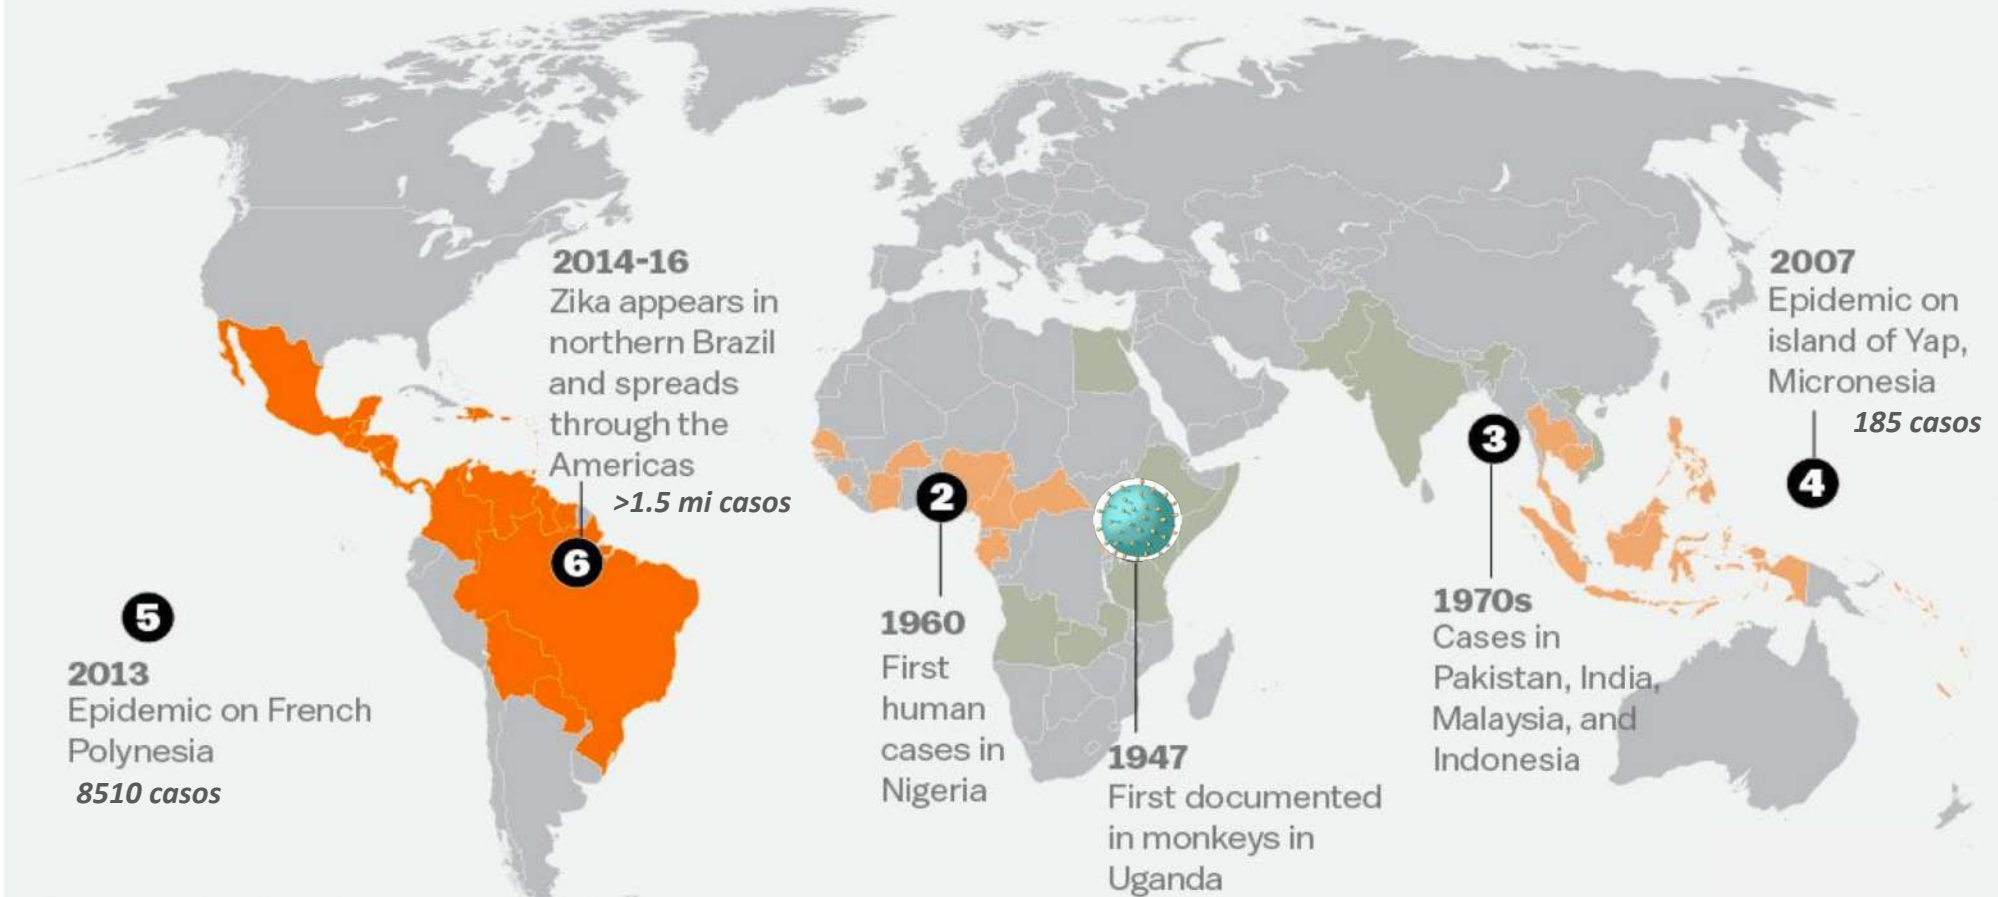 2014-16
Zika appears in
northern Brazil
and spreads
through the
Americas
>1.5 mi casos
6
5
2013
Epidemic on French
Polynesia
8510 casos
2
1960
First
human
cases in
Nigeria
1947
First documented
in monkeys in
Uganda
3
1970s
Cases in
Pakistan, India,
Malaysia, and
Indonesia
2007
Epidemic on
island of Yap,
Micronesia
185 casos
4